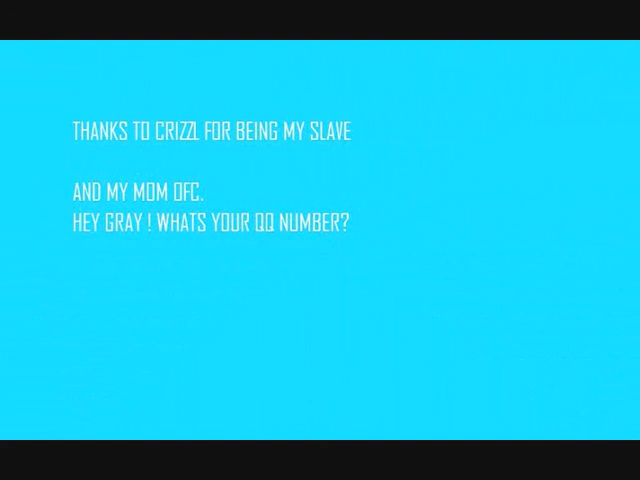 THANKS TO CRIZZL FOR BEING MY SLAVE
AND MY MOM OFC.
HEY GRAY ! WHATS YOUR QQ NUMBER?